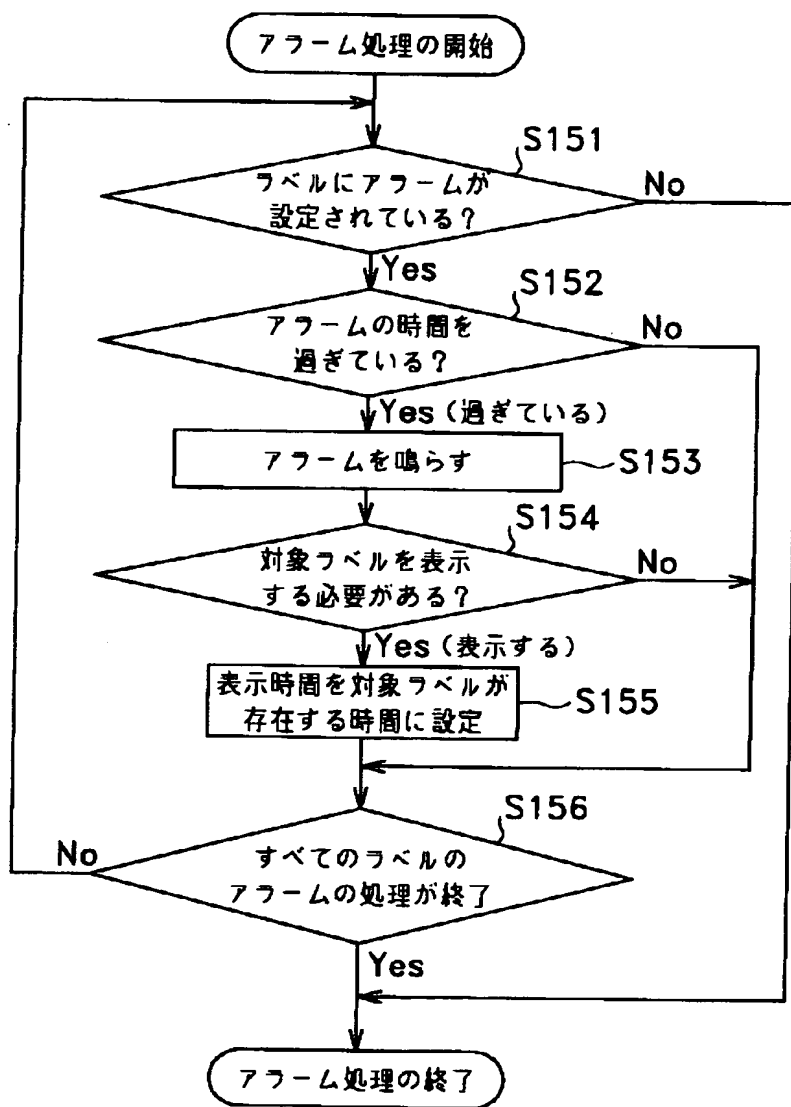 アラーム処理の開始
S151
ラベルにアラームが
設定されている?
No
Yes
S152
アラームの時間を
過ぎている?
No
Yes(過ぎている)
アラームを鳴らす
S153
S154
対象ラベルを表示
する必要がある?
No
Yes(表示する)
表示時間を対象ラベルが
存在する時間に設定
S155
S156
すべてのラベルの
アラームの処理が終了
No
Yes
アラーム処理の終了